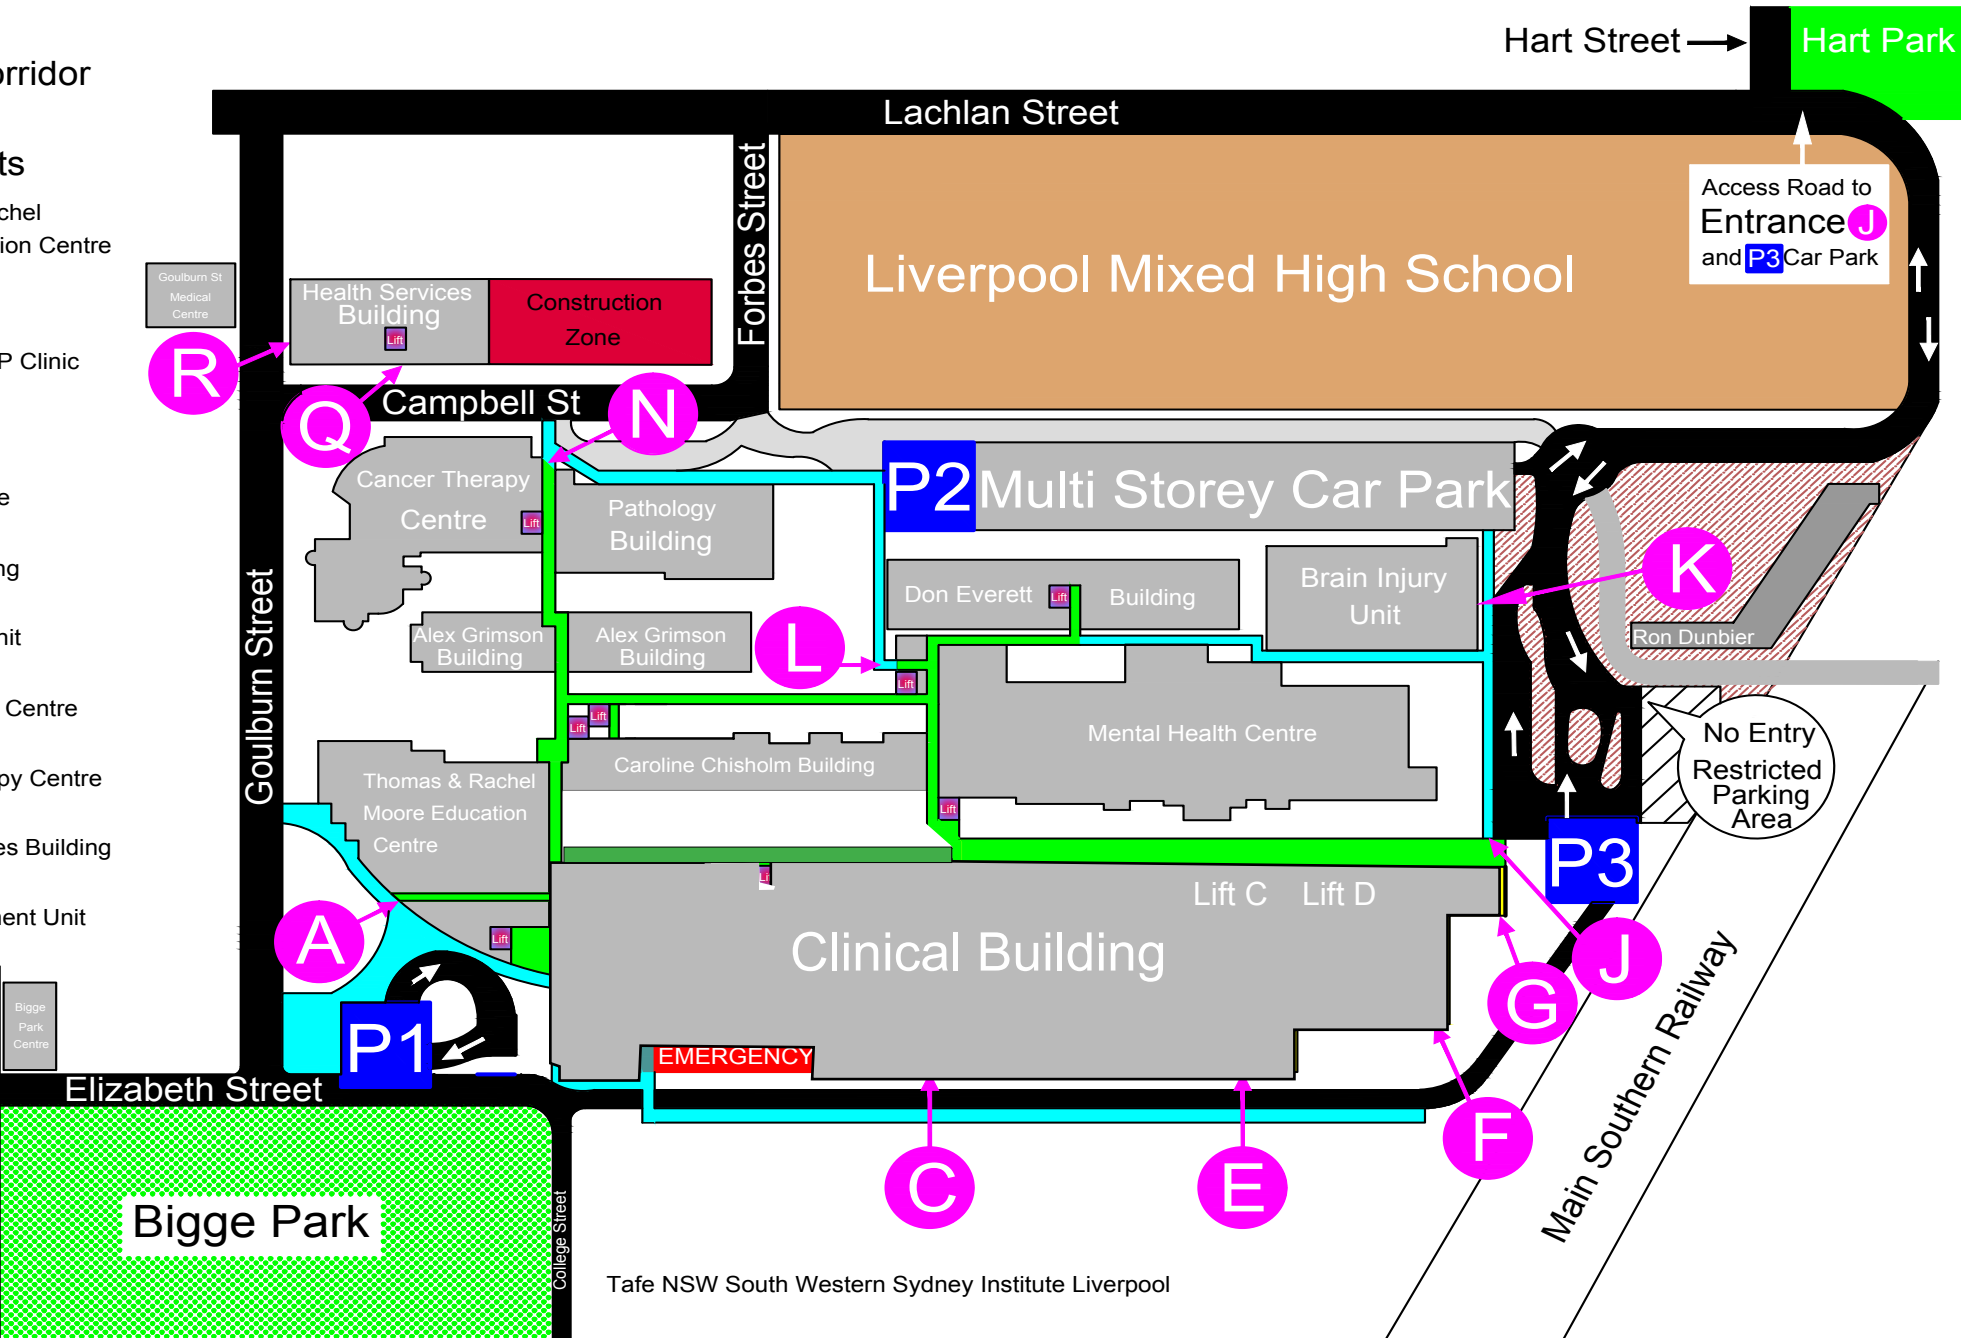 orridor
ts
chel
ion Centre
P Clinic
e
ng
nit
Centre
py Centre
es Building
nent Unit
Hart Street
Hart Park
Lachlan Street
Access Road to
Entrance J
and P3 Car Park
Forbes Street
Liverpool Mixed High School
Goulburn St
Medical
Centre
Health Services
Building
Lift
Construction
Zone
R
Q
Campbell St
N
Cancer Therapy
Centre
Lift
Pathology
Building
P2 Multi Storey Car Park
Goulburn Street
Alex Grimson
Building
Alex Grimson
Building
L
Don Everett
Lift
Building
Brain Injury
Unit
K
Ron Dunbier
Lift
Lift
Lift
Mental Health Centre
Caroline Chisholm Building
No Entry
Restricted
Parking
Area
Thomas & Rachel
Moore Education
Centre
Lift
P3
Li
Lift C
Lift D
Clinical Building
A
Lift
J
G
P1
Bigge
Park
Centre
EMERGENCY
Elizabeth Street
C
E
F
Main Southern Railway
Bigge Park
College Street
Tafe NSW South Western Sydney Institute Liverpool